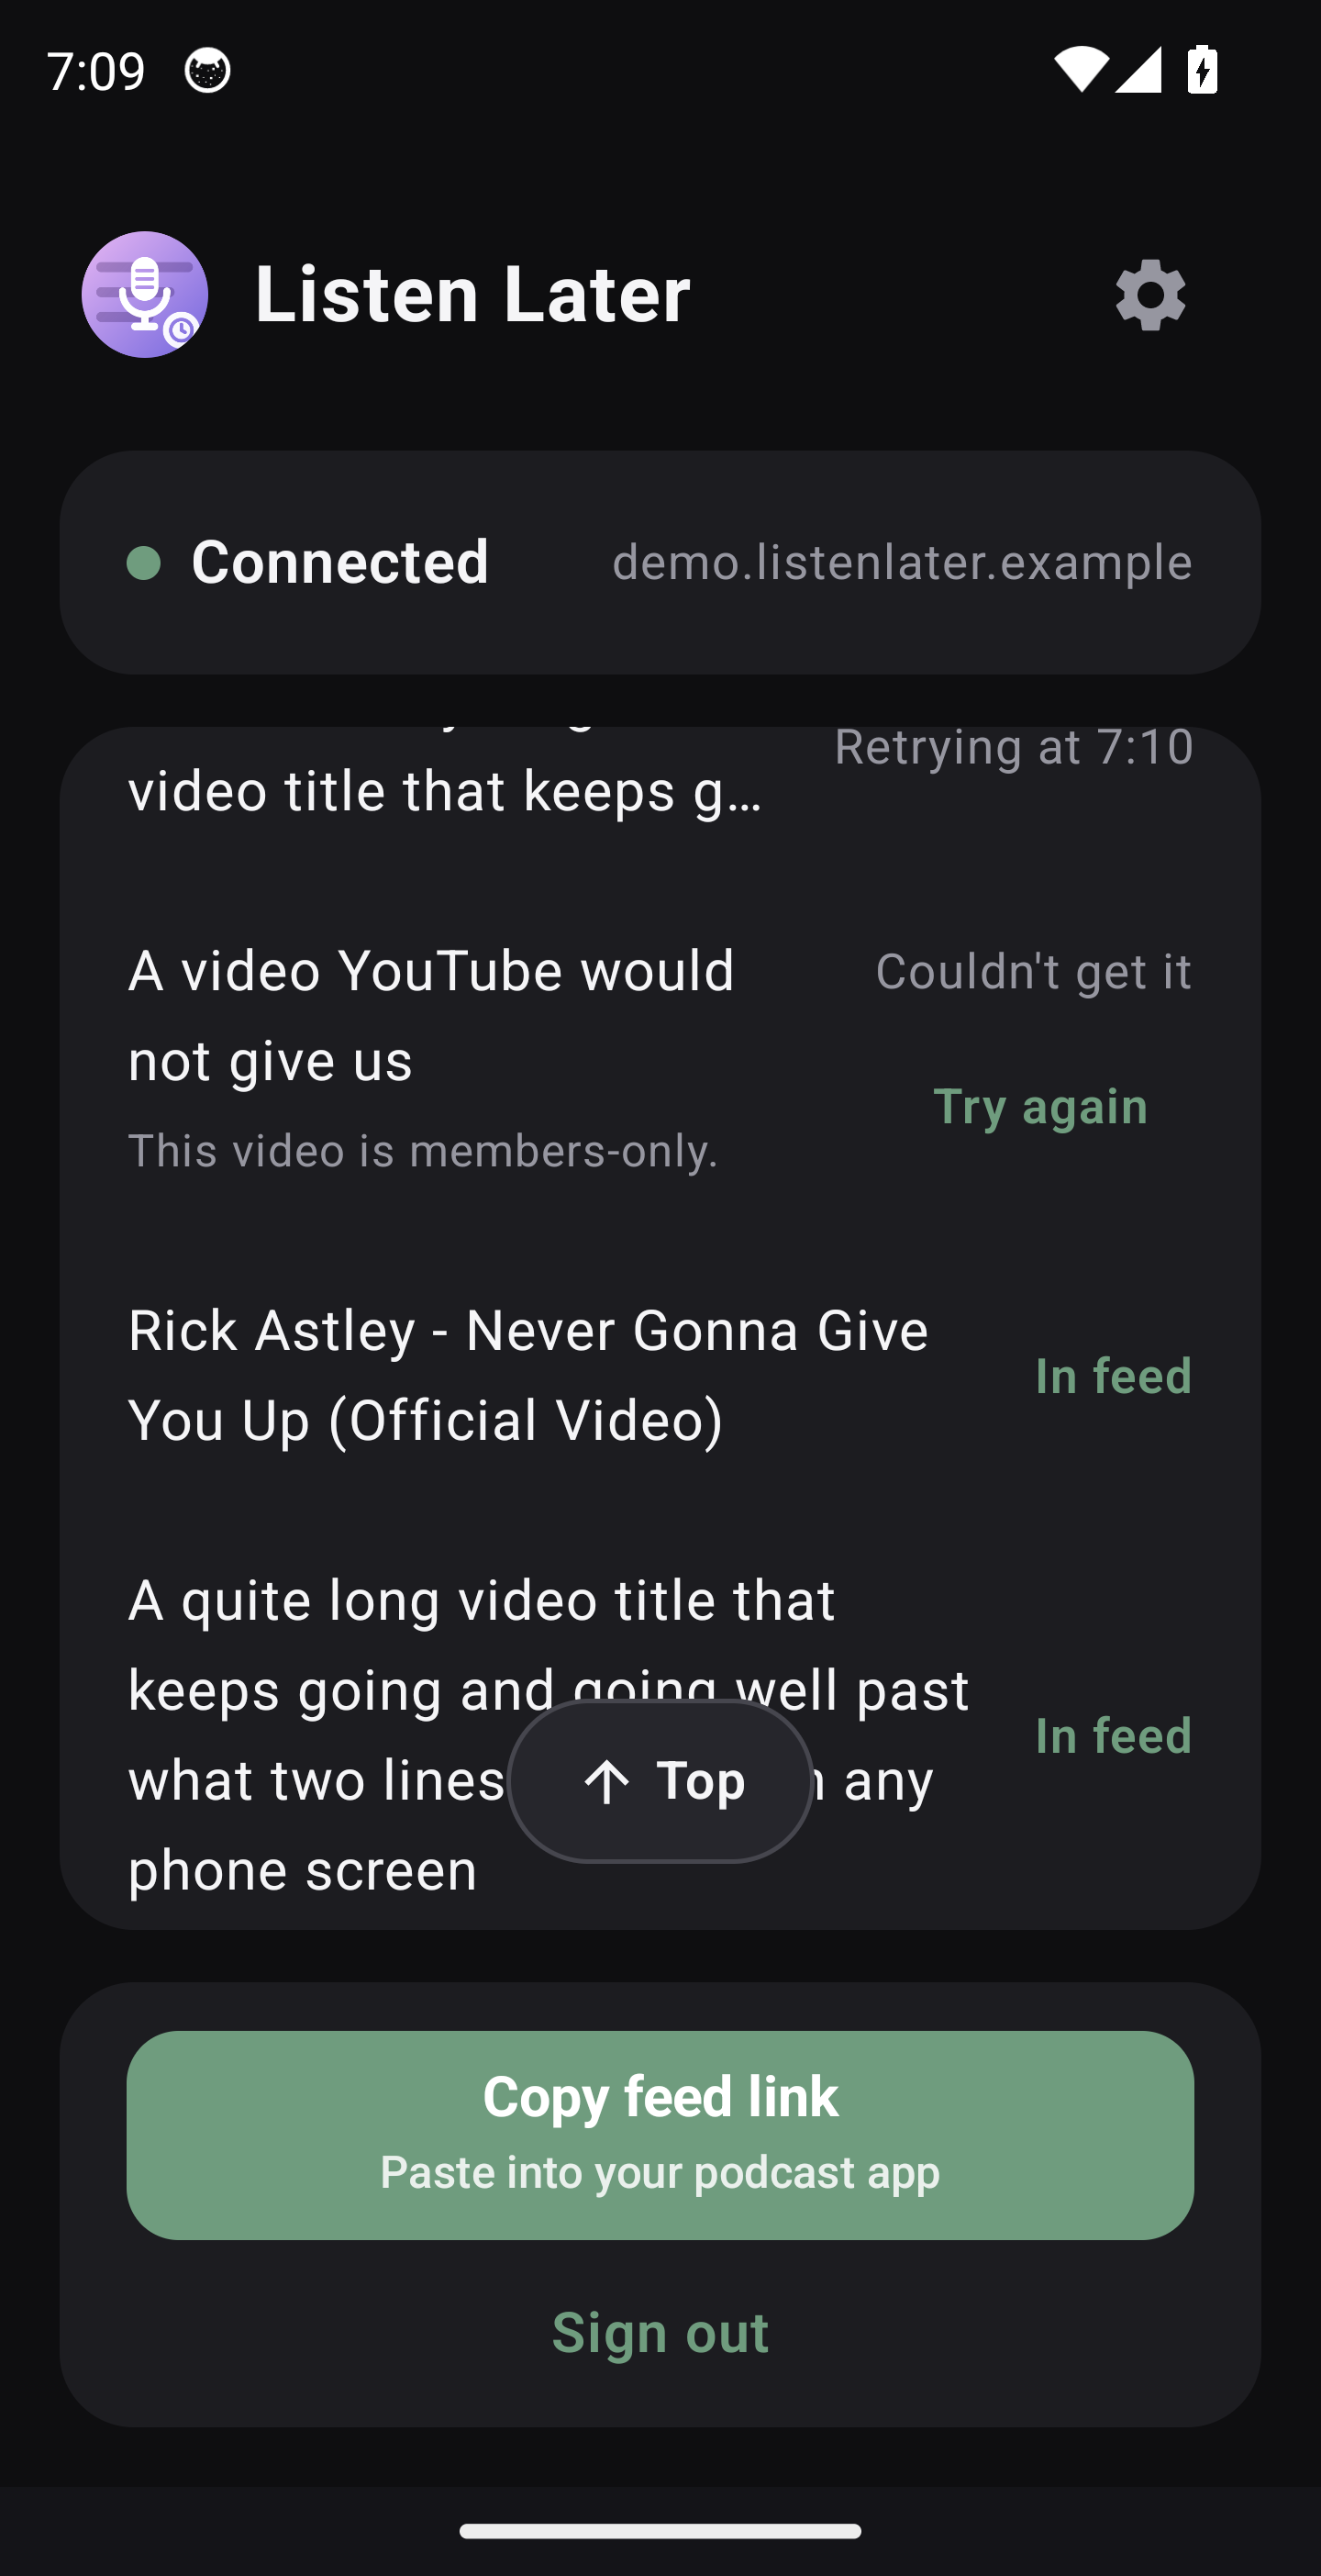 7:09
Listen Later
Connected
demo.listenlater.example
Retrying at 7:10
video title that keeps g…
A video YouTube would
not give us
This video is members-only.
Couldn't get it
Try again
Rick Astley - Never Gonna Give
You Up (Official Video)
In feed
A quite long video title that
keeps going and going well past
what two lines
any
phone screen
In feed
Top
Copy feed link
Paste into your podcast app
Sign out